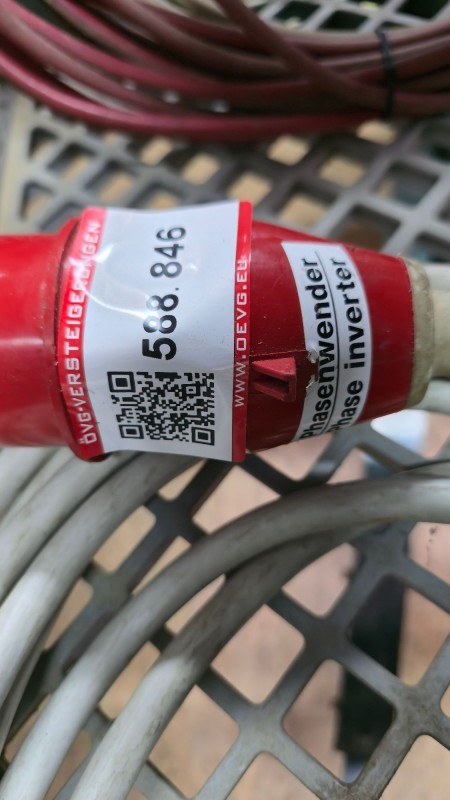 ÖVG-VERSTEIGERUNGEN
588.846
WWW.OEVG.EU
Phasenwender
Phase inverter